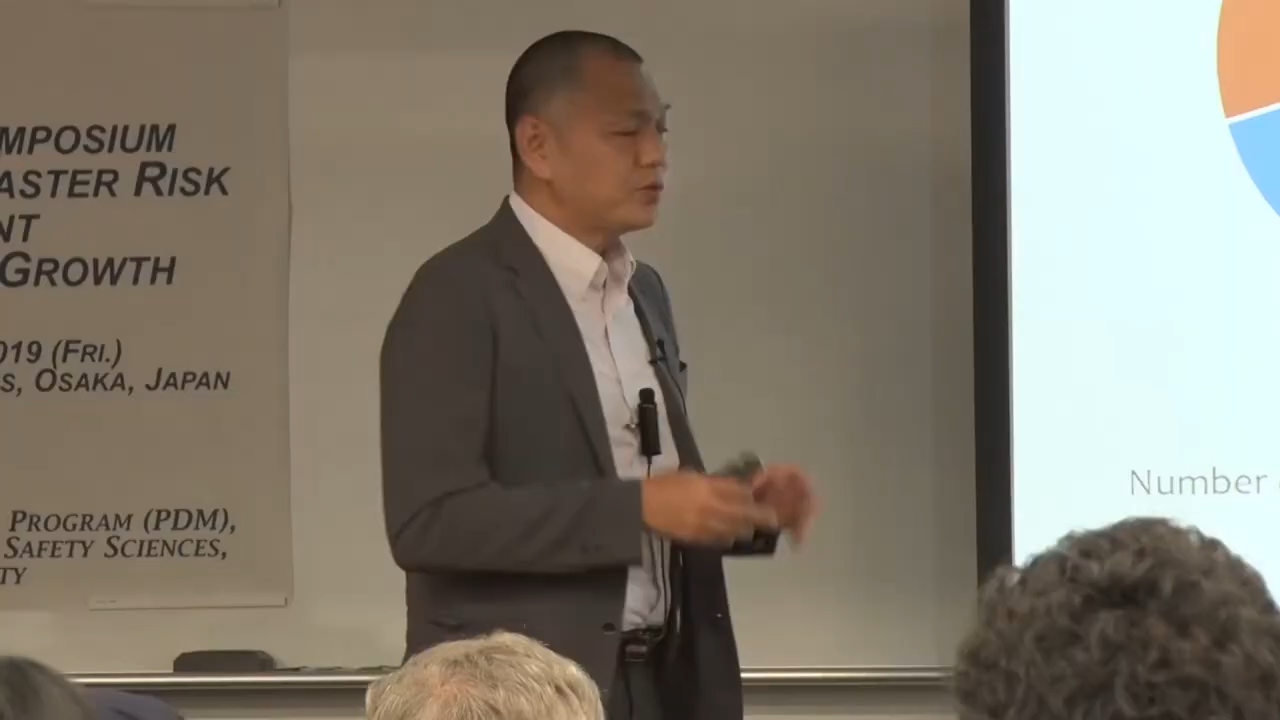 MPOSIUM
ASTER RISK
NT
GROWTH
019 (FRI.)
S, OSAKA, JAPAN
PROGRAM (PDM),
SAFETY SCIENCES,
TY
Number